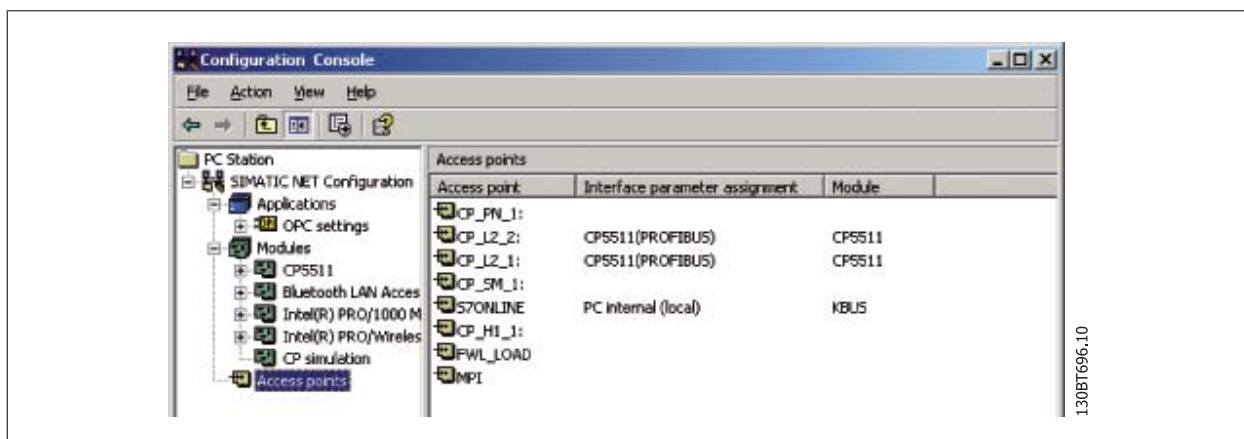 Configuration Console
File Action View Help
PC Station
SIMATIC NET Configuration
Applications
OPC settings
Modules
CP5511
Bluetooth LAN Acces
Intel(R) PRO/1000 M
Intel(R) PRO/Wireles
CP simulation
Access points
Access points
Access point Interface parameter assignment Module
CP_PN_1:
CP_L2_2: CP5511(PROFIBUS) CP5511
CP_L2_1: CP5511(PROFIBUS) CP5511
CP_SM_1:
S7ONLINE PC internal (local) KBUS
CP_H1_1:
FWL_LOAD
MPI
130BT696.10